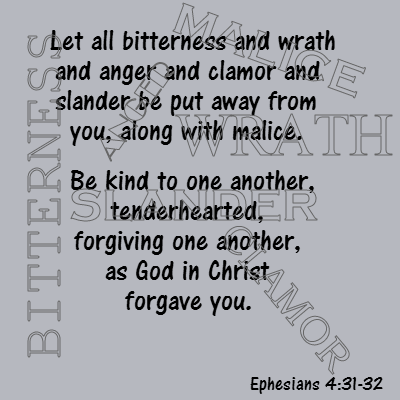 Let all bitterness and wrath
and anger and clamor and
slander be put away from
you, along with malice.
Be kind to one another,
tenderhearted,
forgiving one another,
as God in Christ
forgave you.
Ephesians 4:31-32
BITTERNESS
ANGER
MALICE
WRATH
SLANDER
CLAMOR